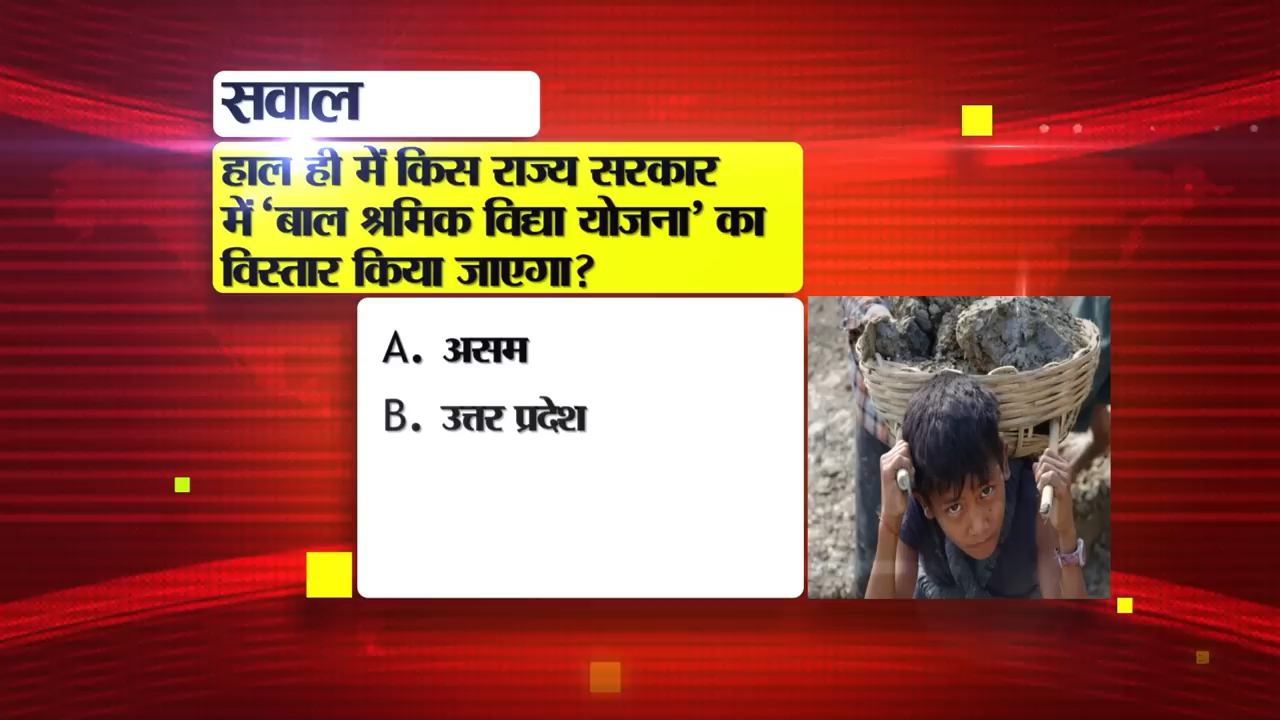 सवाल
हाल ही में किस राज्य सरकार
में ‘बाल श्रमिक विद्या योजना’ का
विस्तार किया जाएगा?
A. असम
B. उत्तर प्रदेश